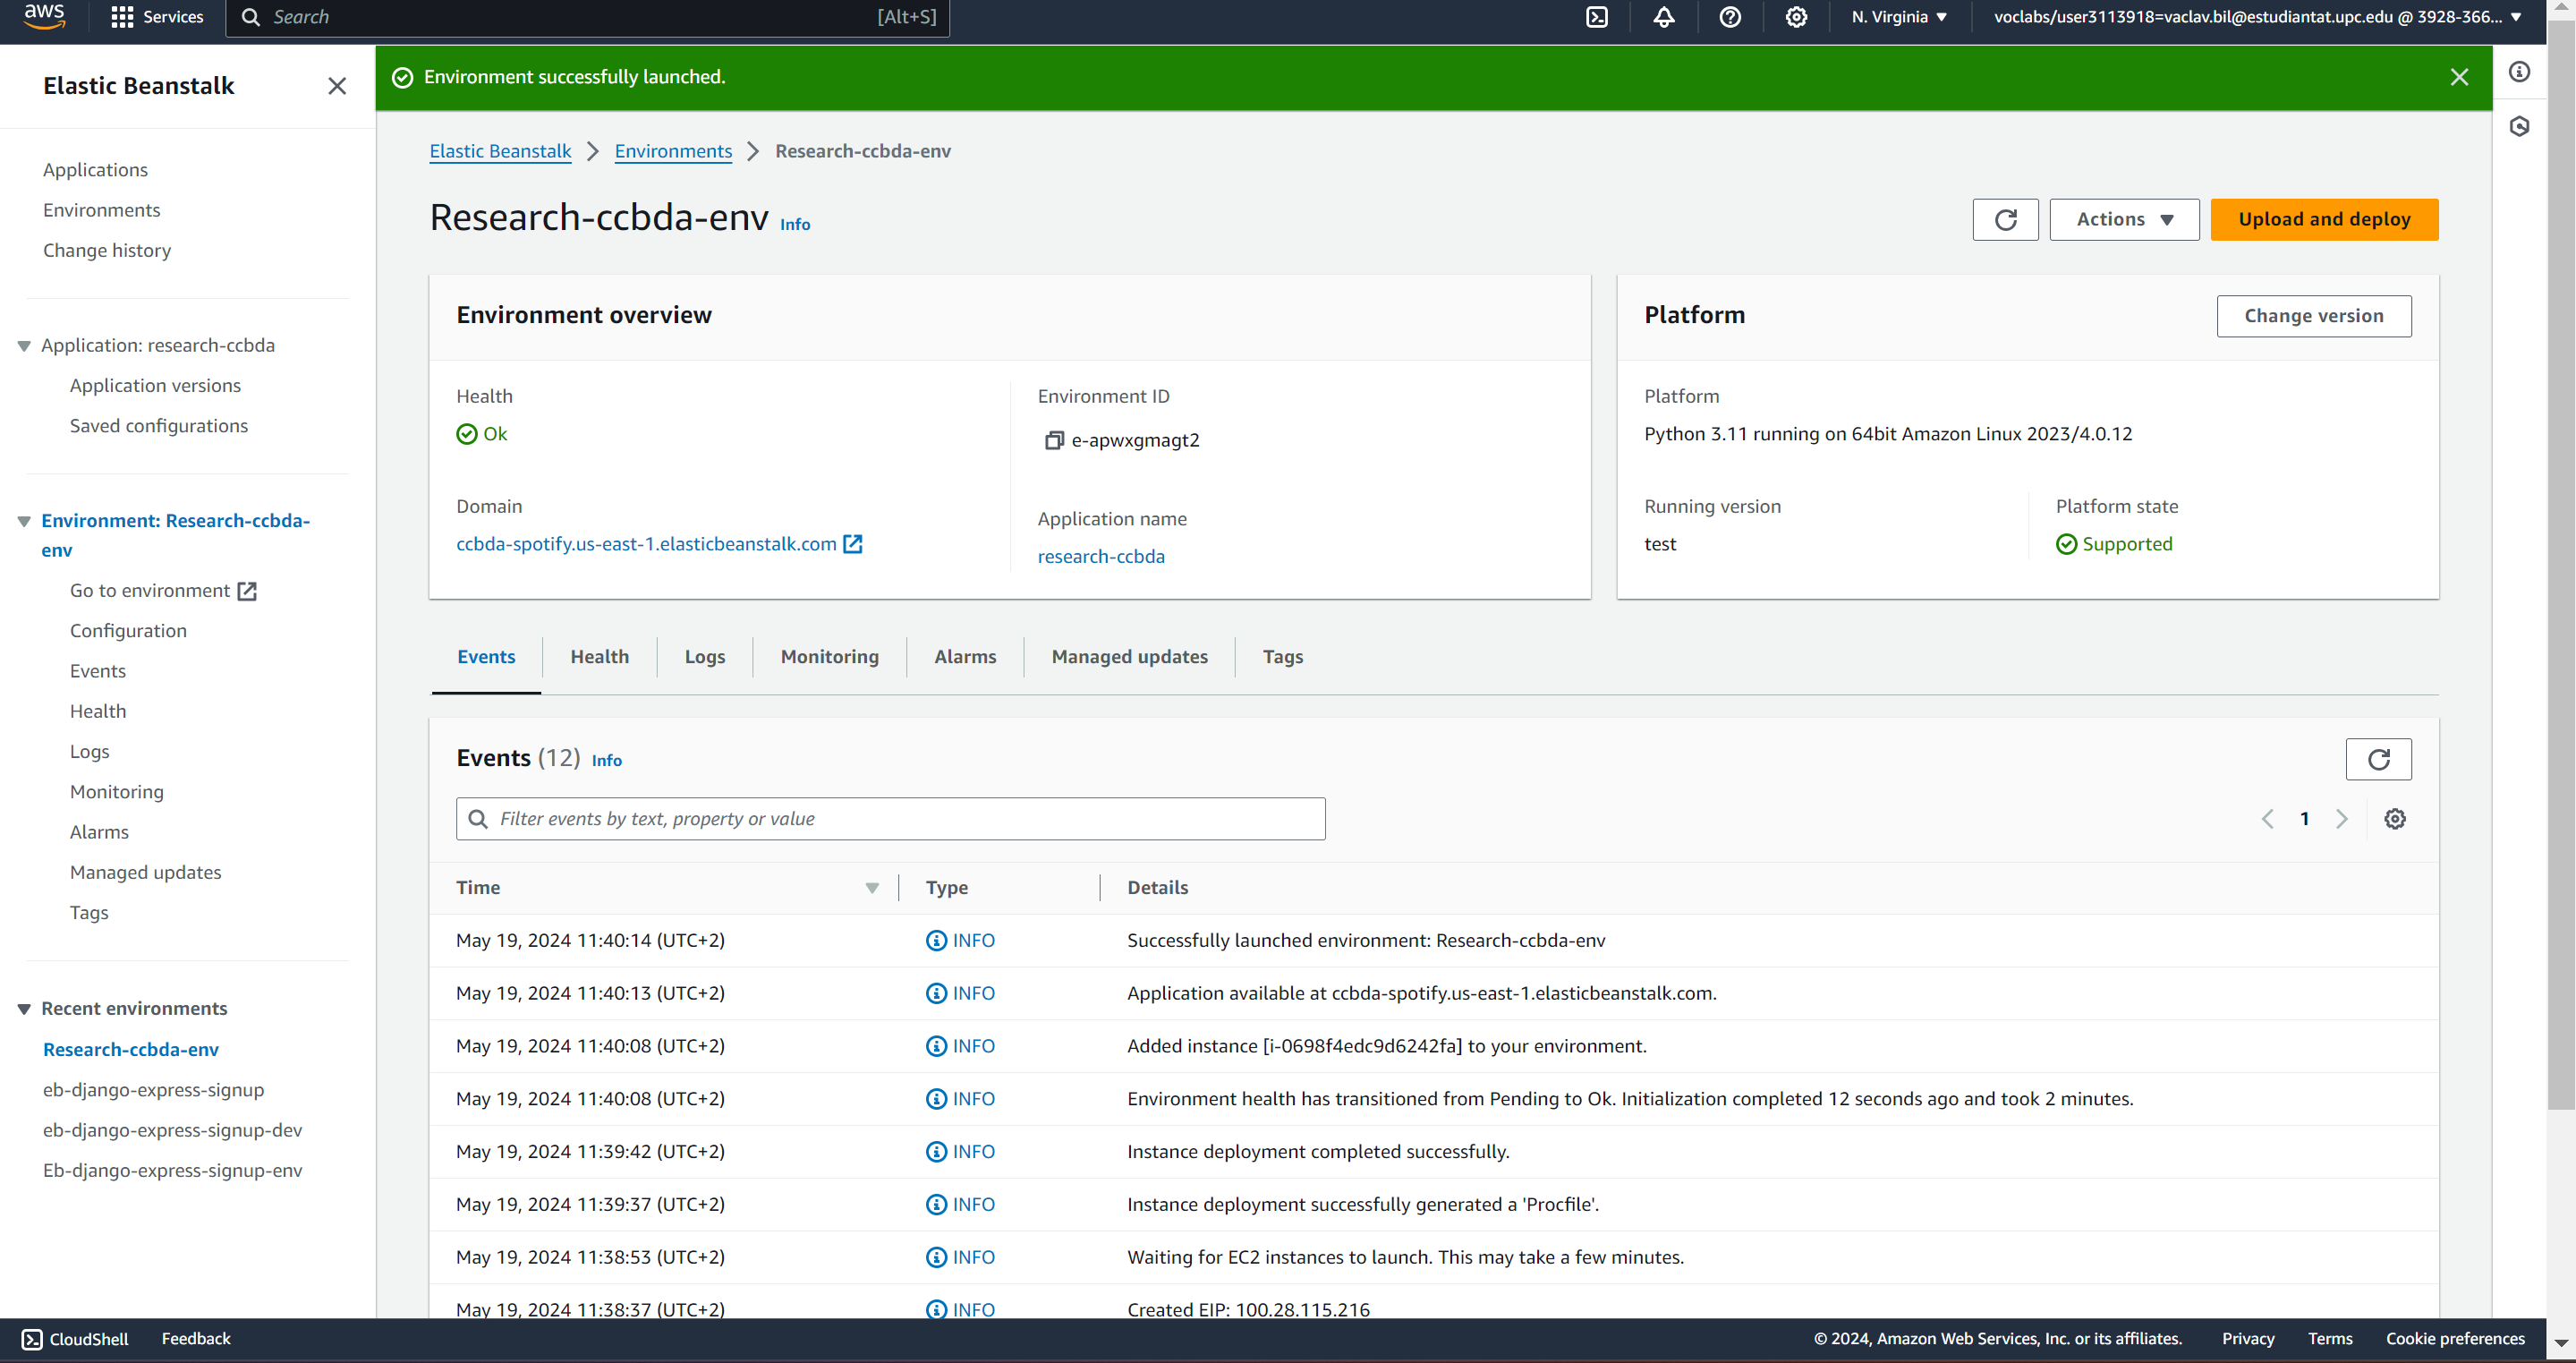 aws
Services
Search
[Alt+S]
N. Virginia
voclabs/user3113918=vaclav.bil@estudiantat.upc.edu @ 3928-366...
Elastic Beanstalk
Applications
Environments
Change history
Application: research-ccbda
Application versions
Saved configurations
Environment: Research-ccbda-
env
Go to environment
Configuration
Events
Health
Logs
Monitoring
Alarms
Managed updates
Tags
Recent environments
Research-ccbda-env
eb-django-express-signup
eb-django-express-signup-dev
Eb-django-express-signup-env
Environment successfully launched.
Elastic Beanstalk
Environments
Research-ccbda-env
Research-ccbda-env Info
Actions
Upload and deploy
Environment overview
Health
Ok
Environment ID
e-apwxgmagt2
Domain
ccbda-spotify.us-east-1.elasticbeanstalk.com
Application name
research-ccbda
Platform
Change version
Platform
Python 3.11 running on 64bit Amazon Linux 2023/4.0.12
Running version
test
Platform state
Supported
Events
Health
Logs
Monitoring
Alarms
Managed updates
Tags
Events (12) Info
Filter events by text, property or value
1
Time Type Details
May 19, 2024 11:40:14 (UTC+2) INFO Successfully launched environment: Research-ccbda-env
May 19, 2024 11:40:13 (UTC+2) INFO Application available at ccbda-spotify.us-east-1.elasticbeanstalk.com.
May 19, 2024 11:40:08 (UTC+2) INFO Added instance [i-0698f4edc9d6242fa] to your environment.
May 19, 2024 11:40:08 (UTC+2) INFO Environment health has transitioned from Pending to Ok. Initialization completed 12 seconds ago and took 2 minutes.
May 19, 2024 11:39:42 (UTC+2) INFO Instance deployment completed successfully.
May 19, 2024 11:39:37 (UTC+2) INFO Instance deployment successfully generated a 'Procfile'.
May 19, 2024 11:38:53 (UTC+2) INFO Waiting for EC2 instances to launch. This may take a few minutes.
May 19, 2024 11:38:37 (UTC+2) INFO Created EIP: 100.28.115.216
CloudShell
Feedback
© 2024, Amazon Web Services, Inc. or its affiliates.
Privacy
Terms
Cookie preferences